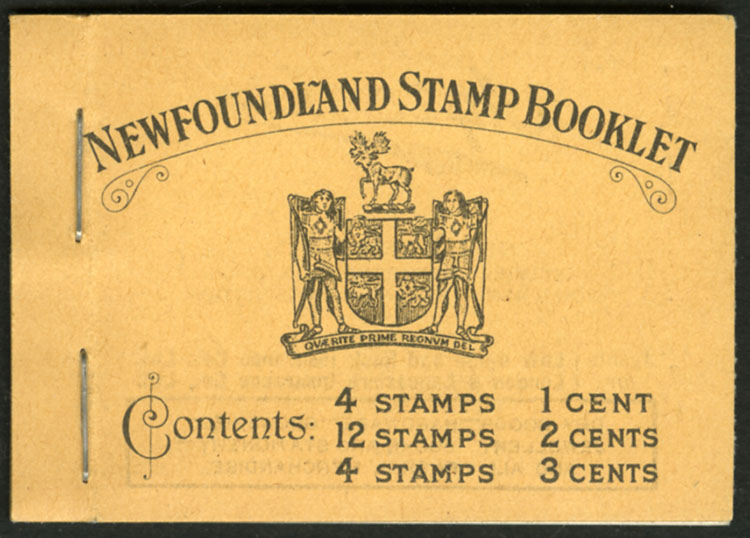 NEWFOUNDLAND STAMP BOOKLET
QUÆRITE PRIME REGNUM DEI
Contents: 4 STAMPS 1 CENT
12 STAMPS 2 CENTS
4 STAMPS 3 CENTS